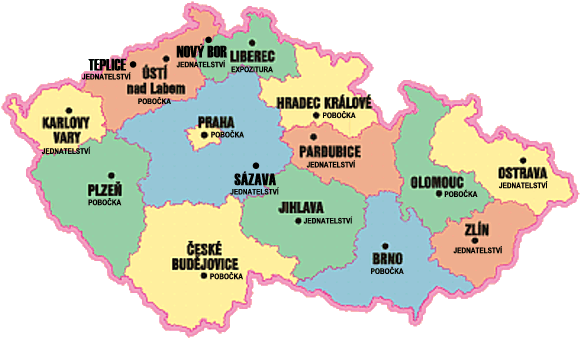 NOVÝ BOR
JEDNATELSTVÍ
LIBEREC
EXPOZITURA
TEPLICE
JEDNATELSTVÍ
ÚSTÍ
nad Labem
POBOČKA
HRADEC KRÁLOVÉ
POBOČKA
KARLOVY
VARY
JEDNATELSTVÍ
PRAHA
POBOČKA
PARDUBICE
JEDNATELSTVÍ
OSTRAVA
JEDNATELSTVÍ
PLZEŇ
POBOČKA
SÁZAVA
JEDNATELSTVÍ
OLOMOUC
POBOČKA
JIHLAVA
JEDNATELSTVÍ
ZLÍN
JEDNATELSTVÍ
ČESKÉ
BUDĚJOVICE
POBOČKA
BRNO
POBOČKA